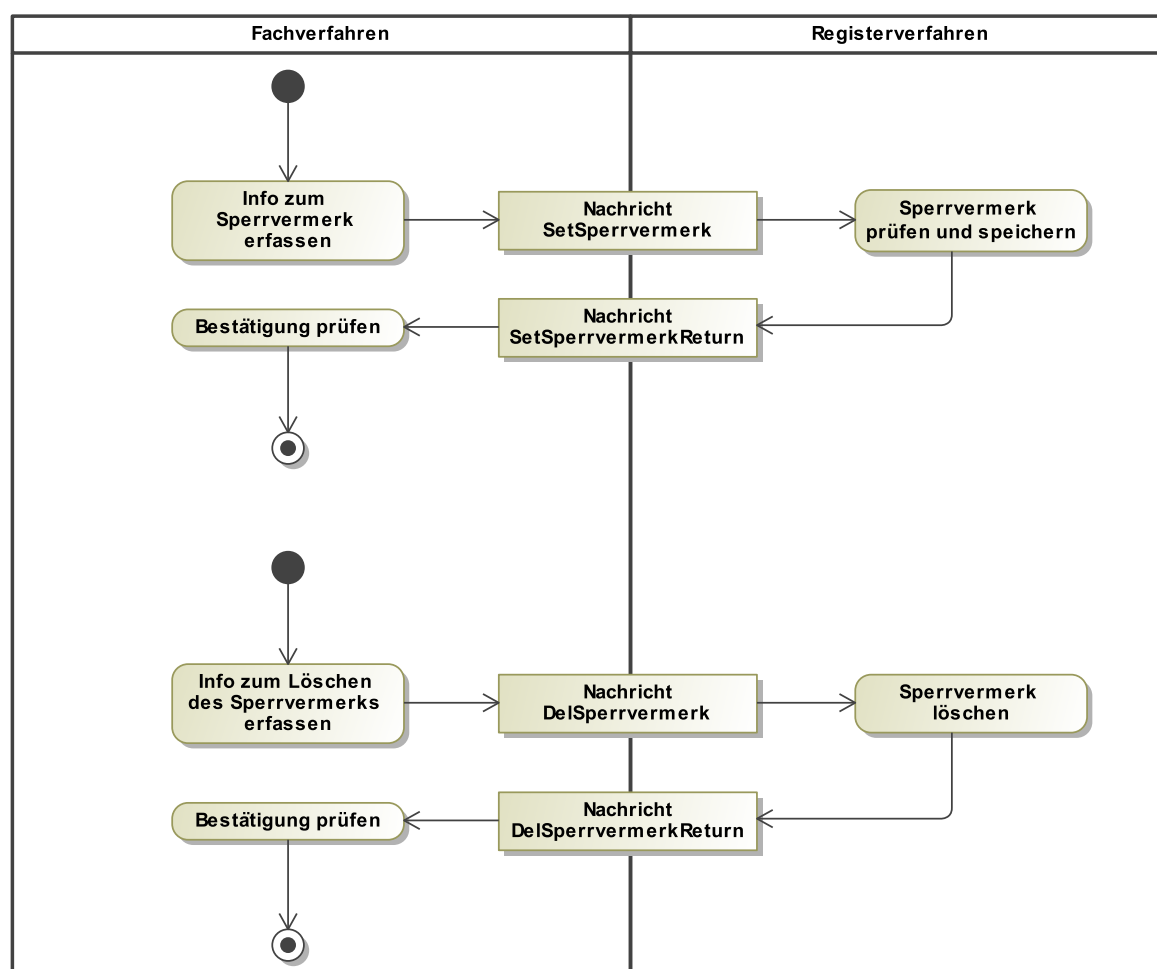 Fachverfahren
Registerverfahren
Info zum
Sperrvermerk
erfassen
Nachricht
SetSperrvermerk
Sperrvermerk
prüfen und speichern
Bestätigung prüfen
Nachricht
SetSperrvermerkReturn
Info zum Löschen
des Sperrvermerks
erfassen
Nachricht
DelSperrvermerk
Sperrvermerk
löschen
Bestätigung prüfen
Nachricht
DelSperrvermerkReturn